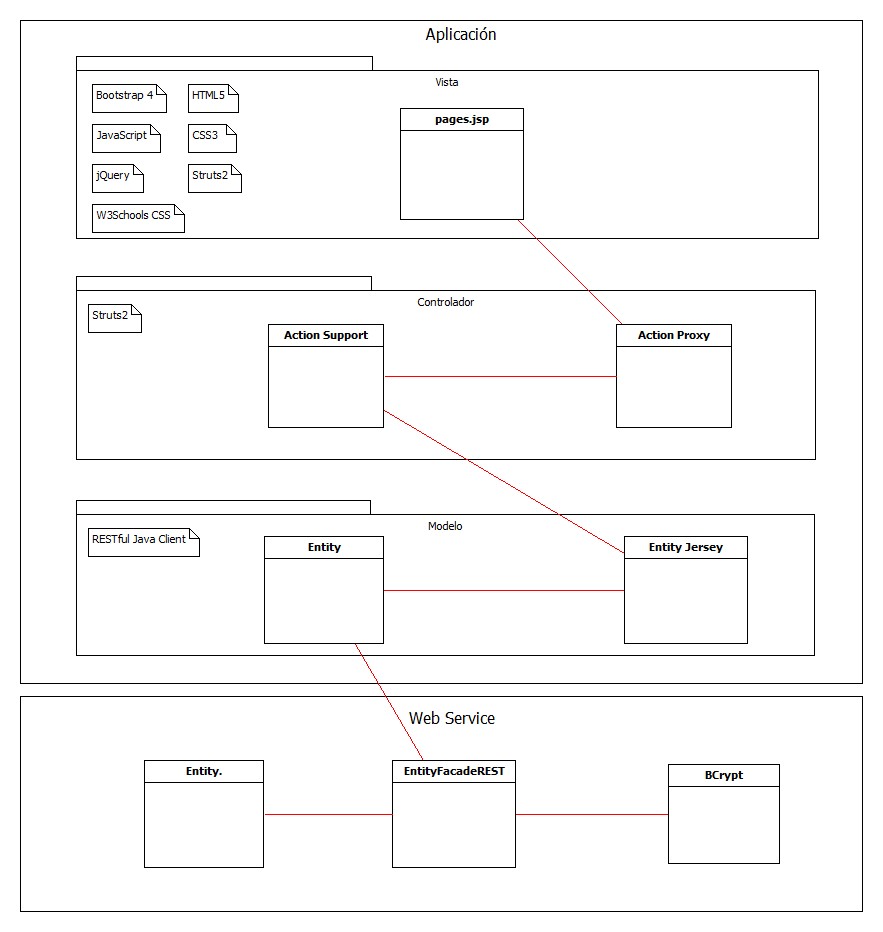 Aplicación
Vista
Bootstrap 4
HTML5
pages.jsp
JavaScript
CSS3
jQuery
Struts2
W3Schools CSS
Controlador
Struts2
Action Support
Action Proxy
Modelo
RESTful Java Client
Entity
Entity Jersey
Web Service
Entity.
EntityFacadeREST
BCrypt